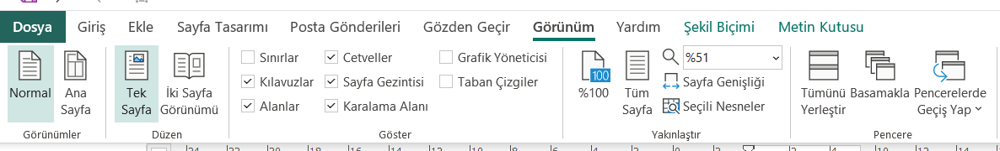 Dosya Giriş Ekle Sayfa Tasarımı Posta Gönderileri Gözden Geçir Görünüm Yardım Şekil Biçimi Metin Kutusu
Normal
Ana
Sayfa
Görünümler
Tek
Sayfa
İki Sayfa
Görünümü
Düzen
Sınırlar
Kılavuzlar
Alanlar
Cetveller
Sayfa Gezintisi
Karalama Alanı
Grafik Yöneticisi
Taban Çizgiler
Göster
100
%100
Tüm
Sayfa
%51
Sayfa Genişliği
Seçili Nesneler
Yakınlaştır
Tümünü
Yerleştir
Basamakla
Pencerelerde
Geçiş Yap
Pencere